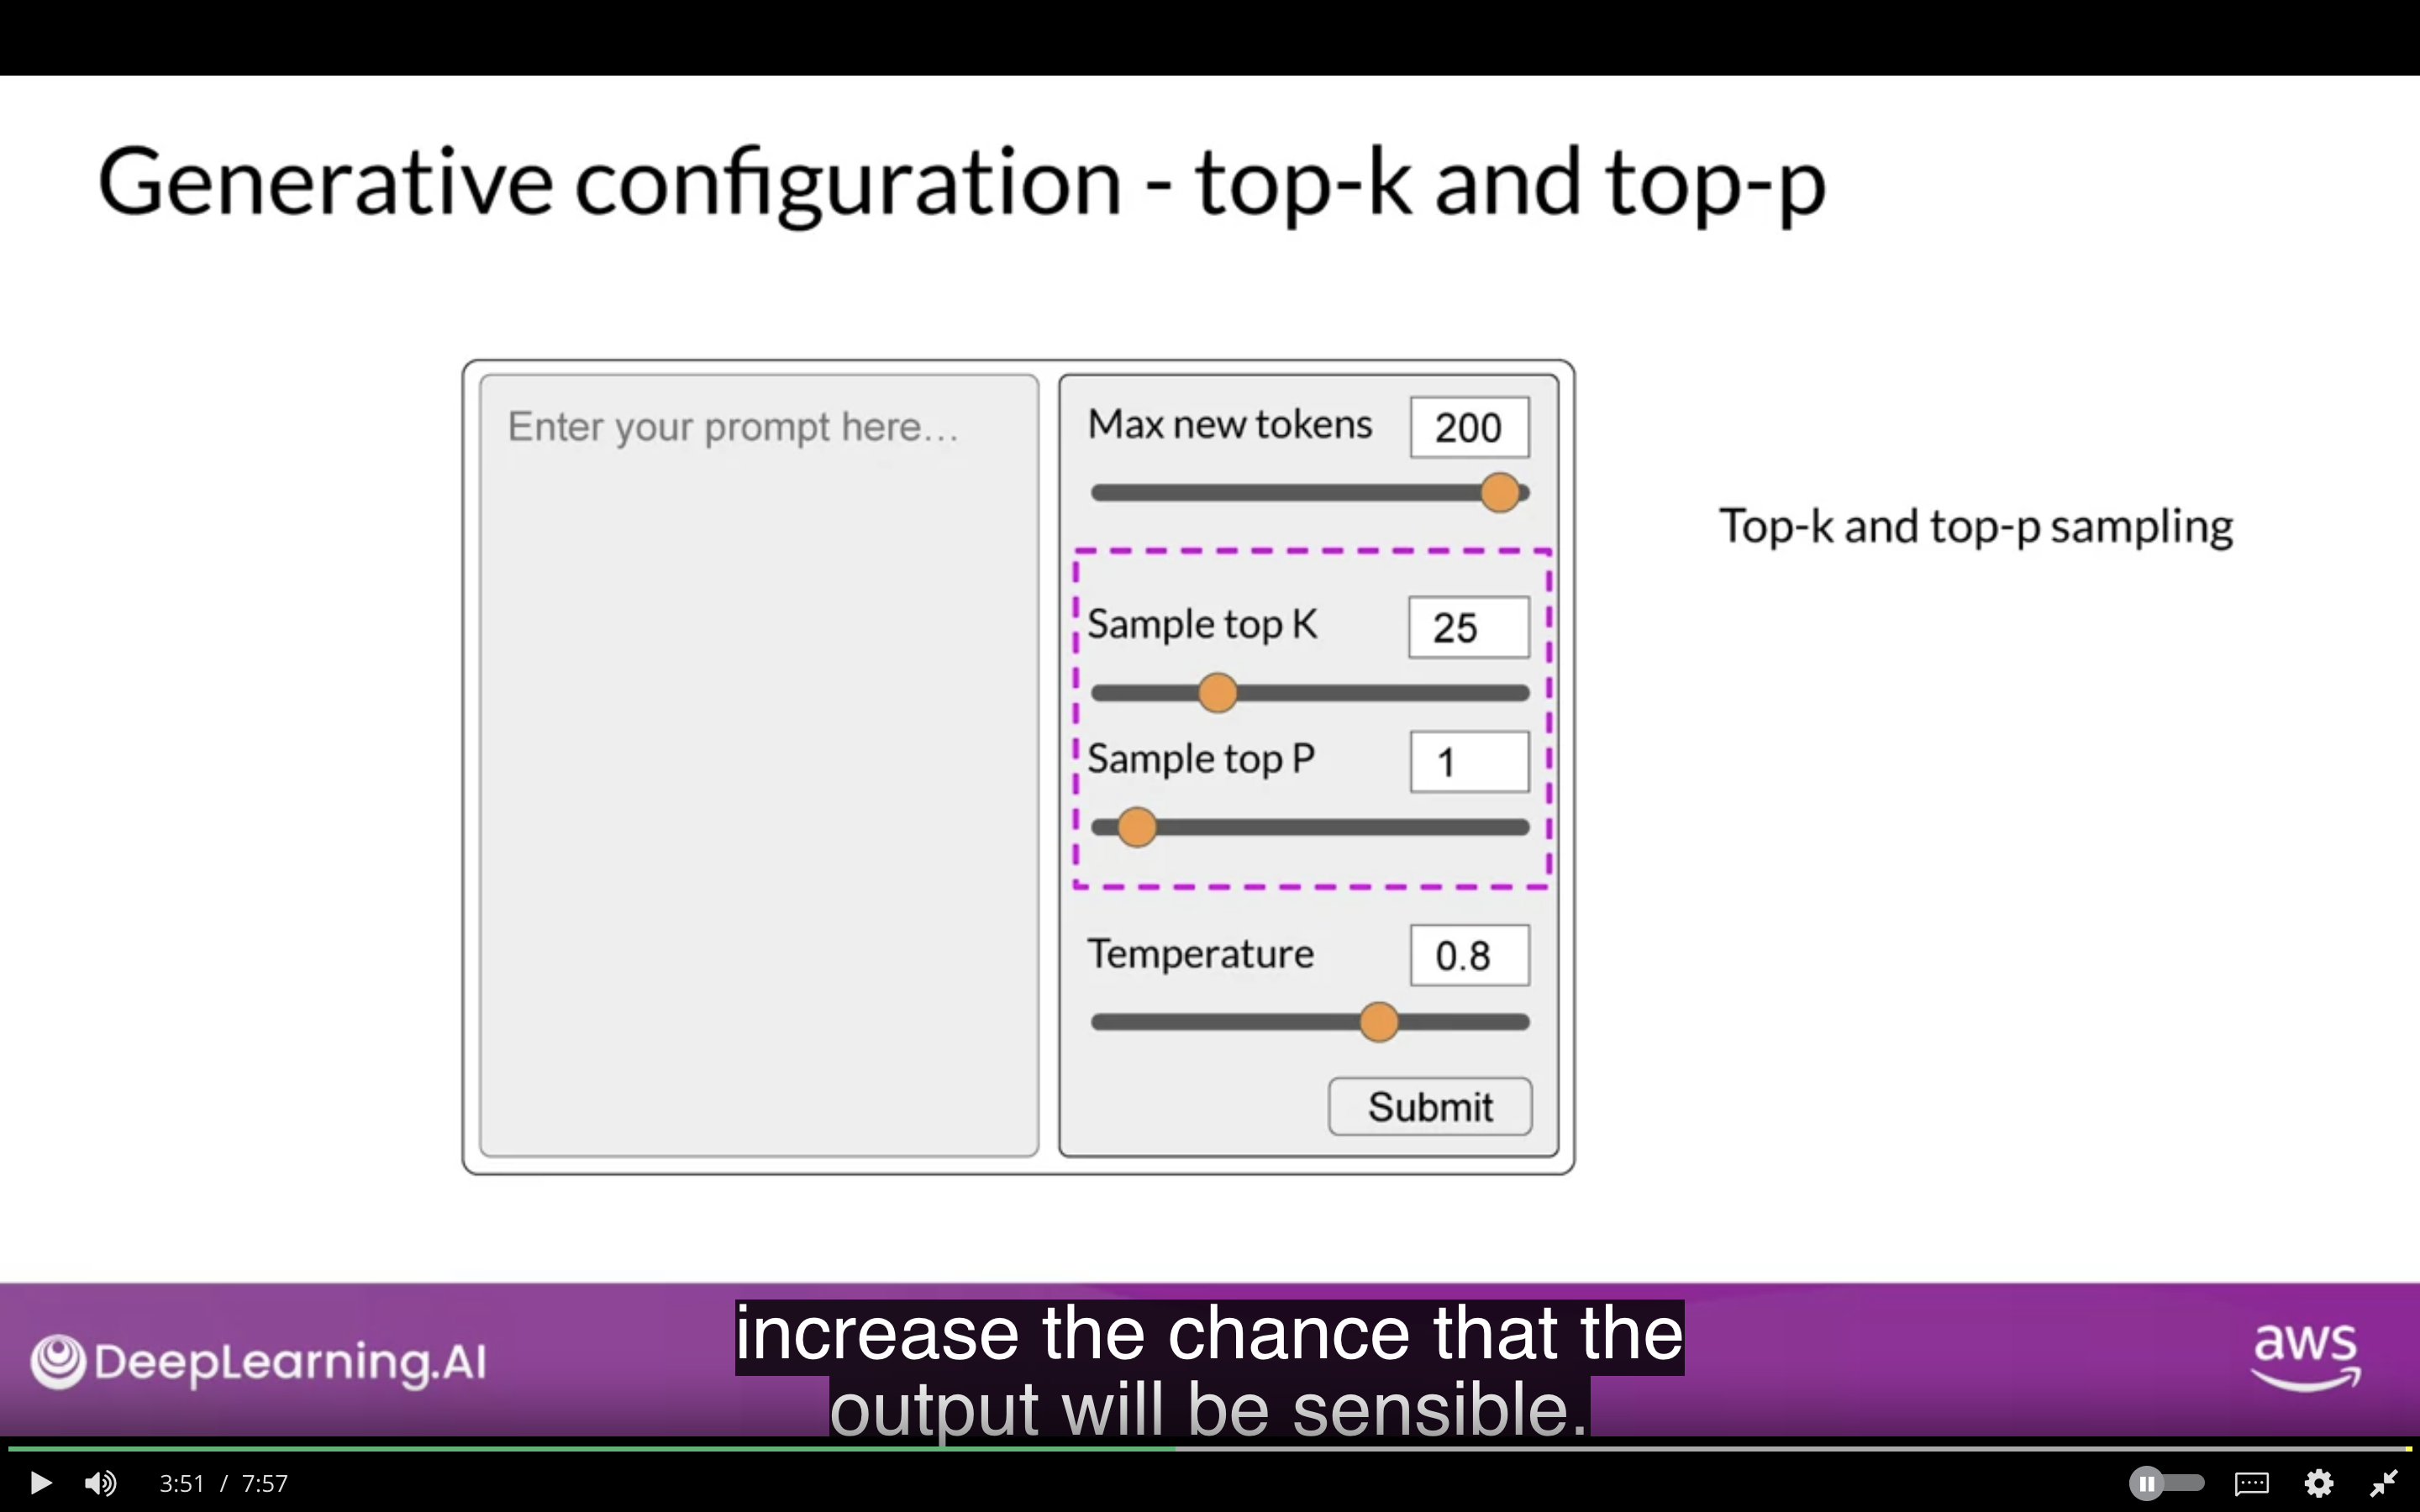 Generative configuration - top-k and top-p
Enter your prompt here...
Max new tokens 200
Sample top K 25
Sample top P 1
Temperature 0.8
Submit
Top-k and top-p sampling
DeepLearning.AI
increase the chance that the
output will be sensible.
aws
3:51 / 7:57